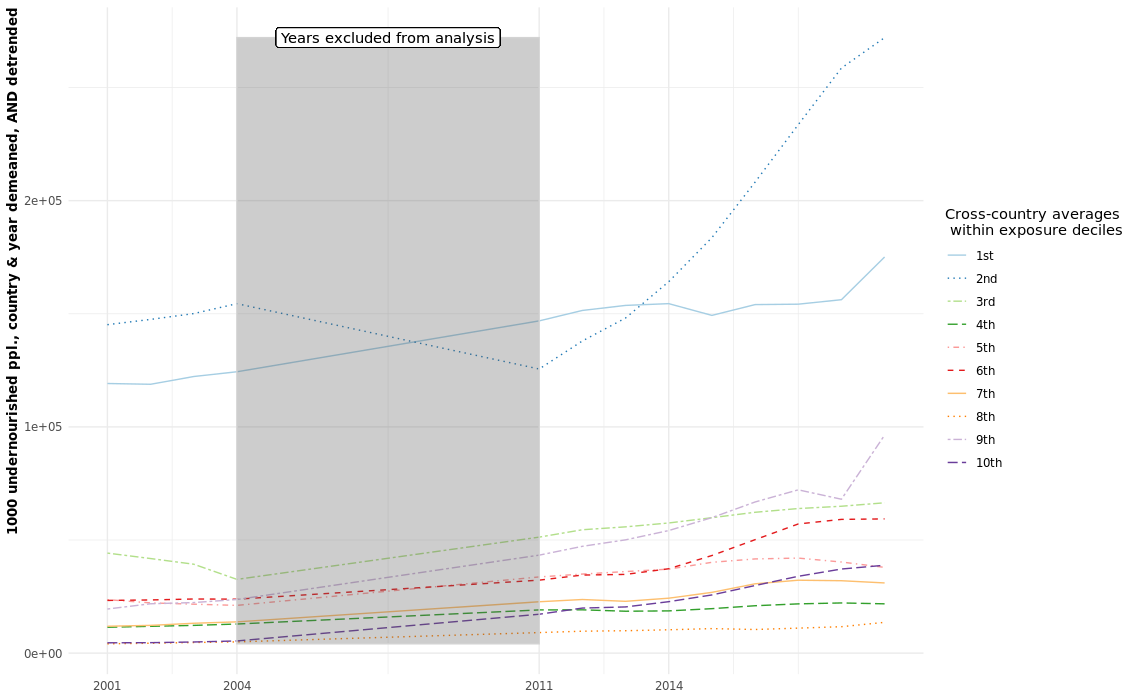 1000 undernourished ppl., country & year demeaned, AND detrended
Years excluded from analysis
2e+05
1e+05
0e+00
2001
2004
2011
2014
Cross-country averages
within exposure deciles
1st
2nd
3rd
4th
5th
6th
7th
8th
9th
10th